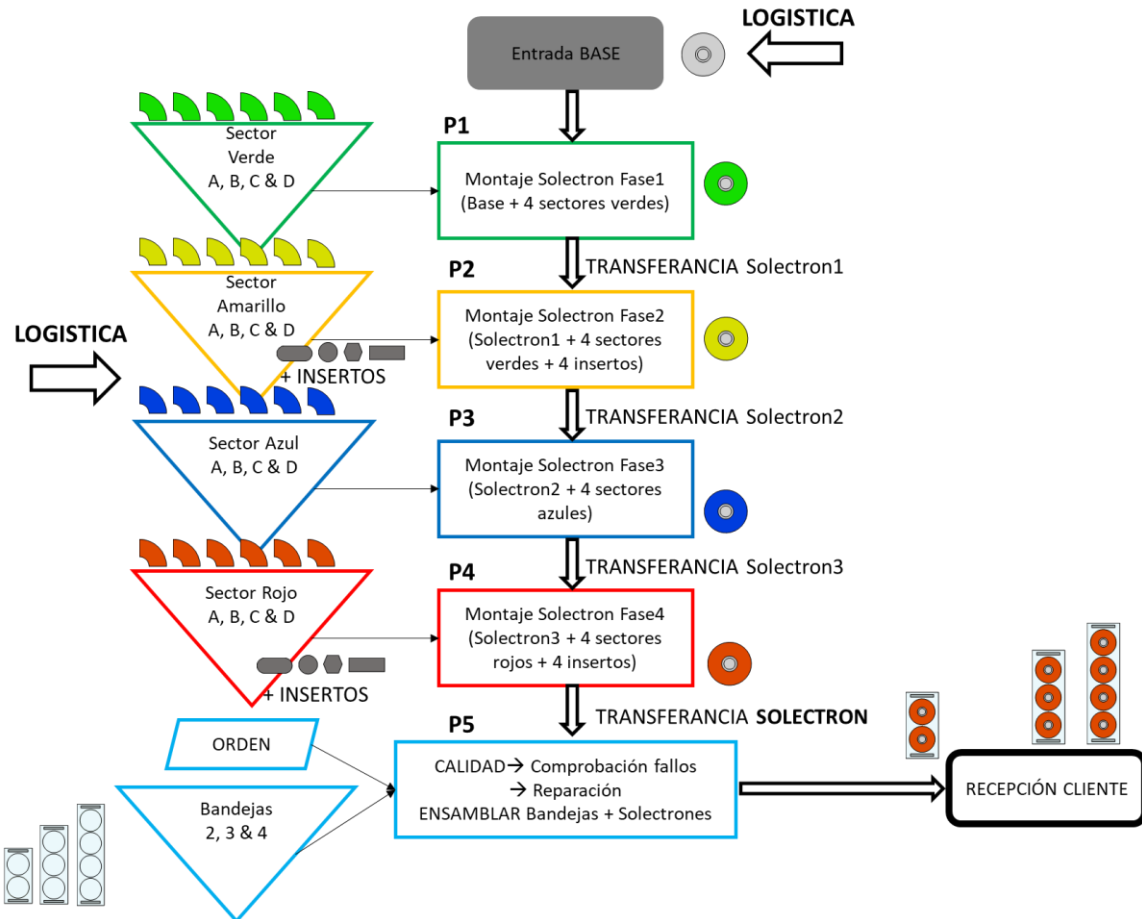 LOGISTICA
Entrada BASE
P1
Sector
Verde
A, B, C & D
Montaje Solectron Fase1
(Base + 4 sectores verdes)
TRANSFERANCIA Solectron1
P2
Sector
Amarillo
A, B, C & D
Montaje Solectron Fase2
(Solectron1 + 4 sectores
verdes + 4 insertos)
LOGISTICA
+ INSERTOS
TRANSFERANCIA Solectron2
P3
Sector Azul
A, B, C & D
Montaje Solectron Fase3
(Solectron2 + 4 sectores
azules)
TRANSFERANCIA Solectron3
P4
Sector Rojo
A, B, C & D
Montaje Solectron Fase4
(Solectron3 + 4 sectores
rojos + 4 insertos)
+ INSERTOS
TRANSFERANCIA SOLECTRON
P5
ORDEN
CALIDAD→ Comprobación fallos
→ Reparación
ENSAMBLAR Bandejas + Solectrones
RECEPCIÓN CLIENTE
Bandejas
2, 3 & 4